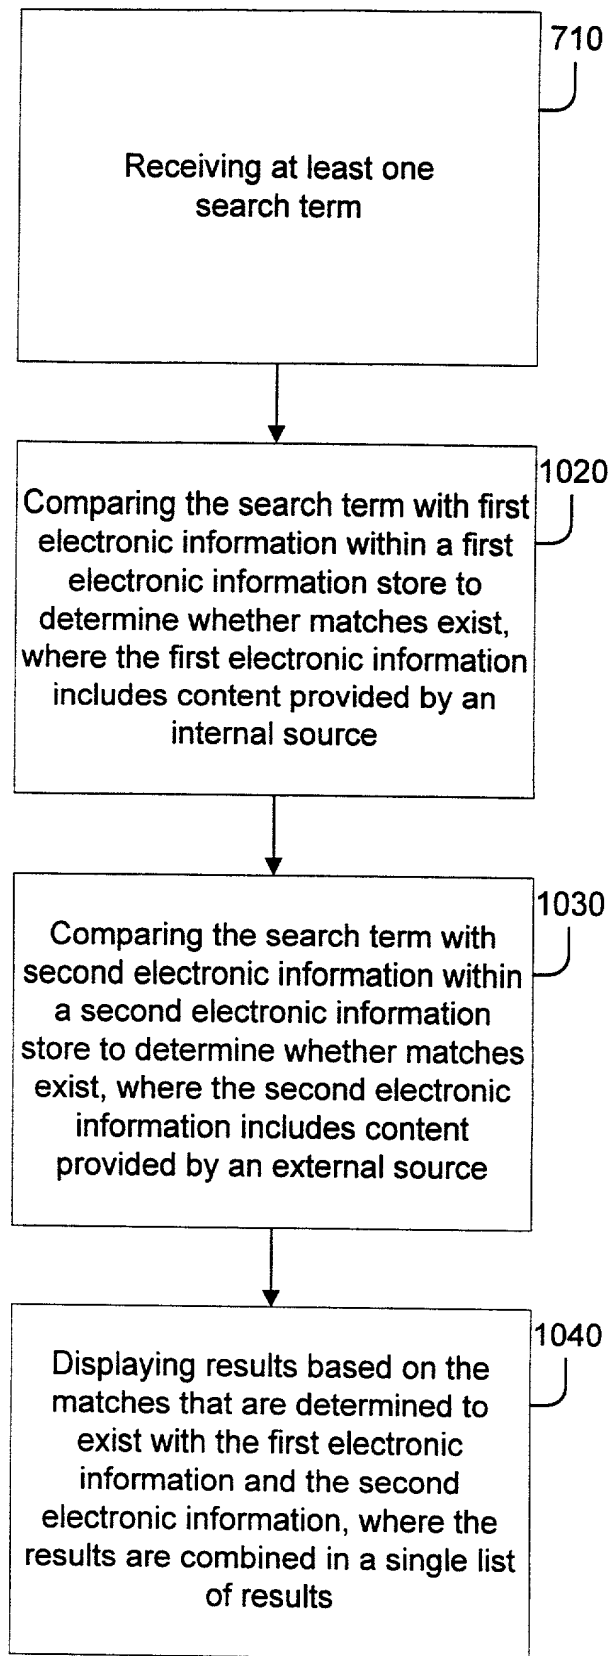 710
Receiving at least one
search term
1020
Comparing the search term with first
electronic information within a first
electronic information store to
determine whether matches exist,
where the first electronic information
includes content provided by an
internal source
1030
Comparing the search term with
second electronic information within
a second electronic information
store to determine whether matches
exist, where the second electronic
information includes content
provided by an external source
1040
Displaying results based on the
matches that are determined to
exist with the first electronic
information and the second
electronic information, where the
results are combined in a single list
of results